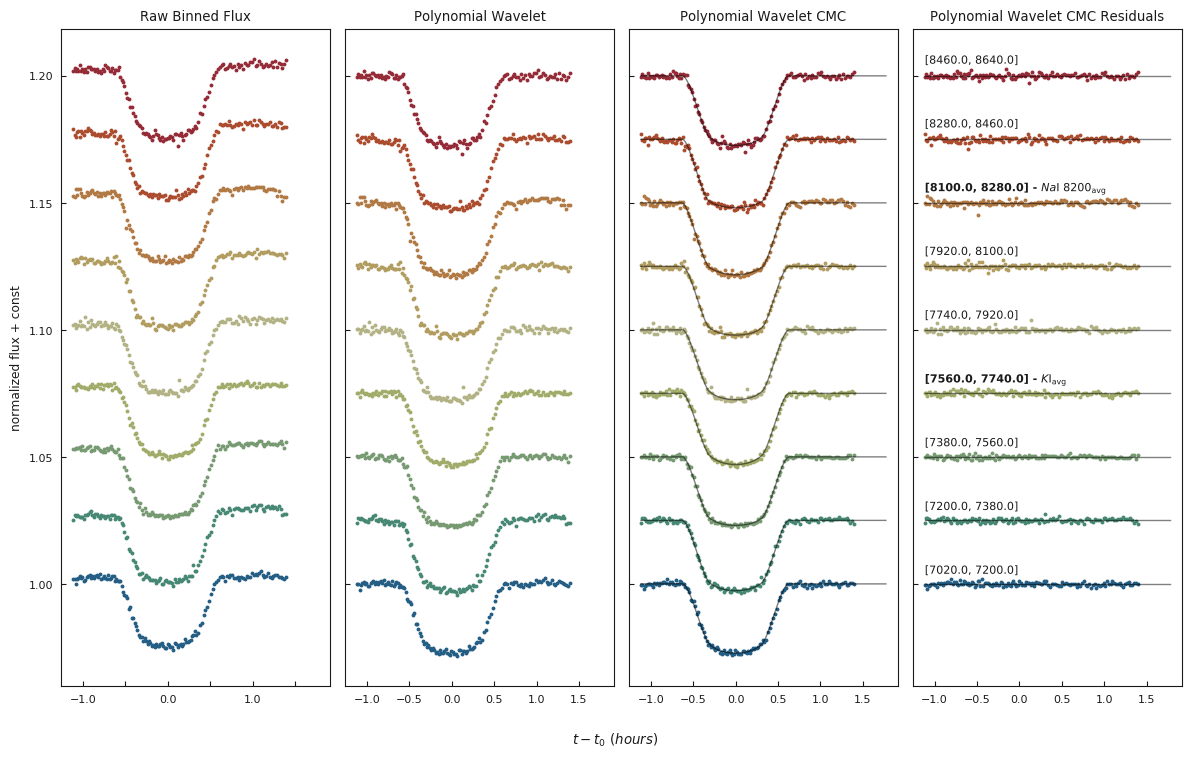 Raw Binned Flux
Polynomial Wavelet
Polynomial Wavelet CMC
Polynomial Wavelet CMC Residuals
normalized flux + const
1.20
1.15
1.10
1.05
1.00
[8460.0, 8640.0]
[8280.0, 8460.0]
[8100.0, 8280.0] - NaI 8200avg
[7920.0, 8100.0]
[7740.0, 7920.0]
[7560.0, 7740.0] - KIavg
[7380.0, 7560.0]
[7200.0, 7380.0]
[7020.0, 7200.0]
−1.0 0.0 1.0
−1.0 −0.5 0.0 0.5 1.0 1.5
−1.0 −0.5 0.0 0.5 1.0 1.5
−1.0 −0.5 0.0 0.5 1.0 1.5
t − t0 (hours)